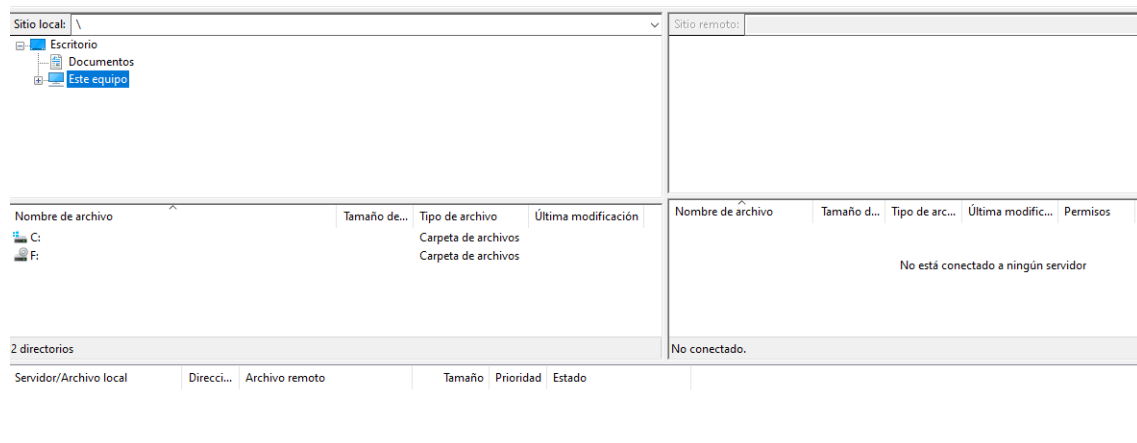 Sitio local: \
Escritorio
Documentos
Este equipo
Nombre de archivo Tamaño de... Tipo de archivo Última modificación
C: Carpeta de archivos
F: Carpeta de archivos
2 directorios
Sitio remoto:
Nombre de archivo Tamaño d... Tipo de arc... Última modific... Permisos
No está conectado a ningún servidor
No conectado.
Servidor/Archivo local Direcci... Archivo remoto Tamaño Prioridad Estado